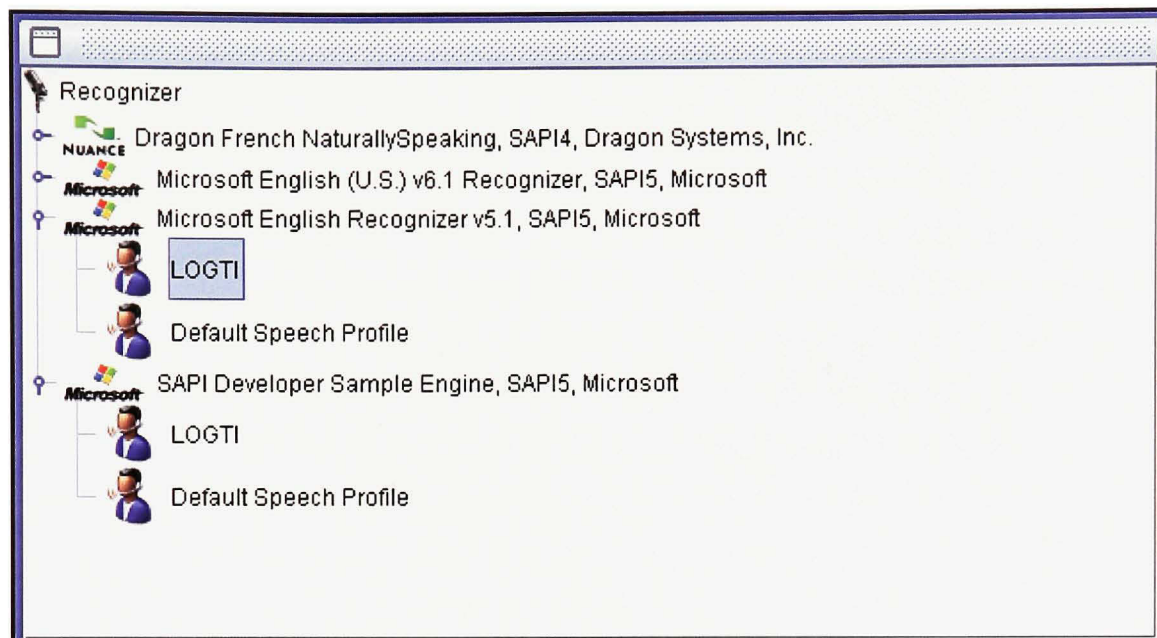 Recognizer
NUANCE Dragon French NaturallySpeaking, SAPI4, Dragon Systems, Inc.
Microsoft Microsoft English (U.S.) v6.1 Recognizer, SAPI5, Microsoft
Microsoft Microsoft English Recognizer v5.1, SAPI5, Microsoft
LOGTI
Default Speech Profile
Microsoft SAPI Developer Sample Engine, SAPI5, Microsoft
LOGTI
Default Speech Profile